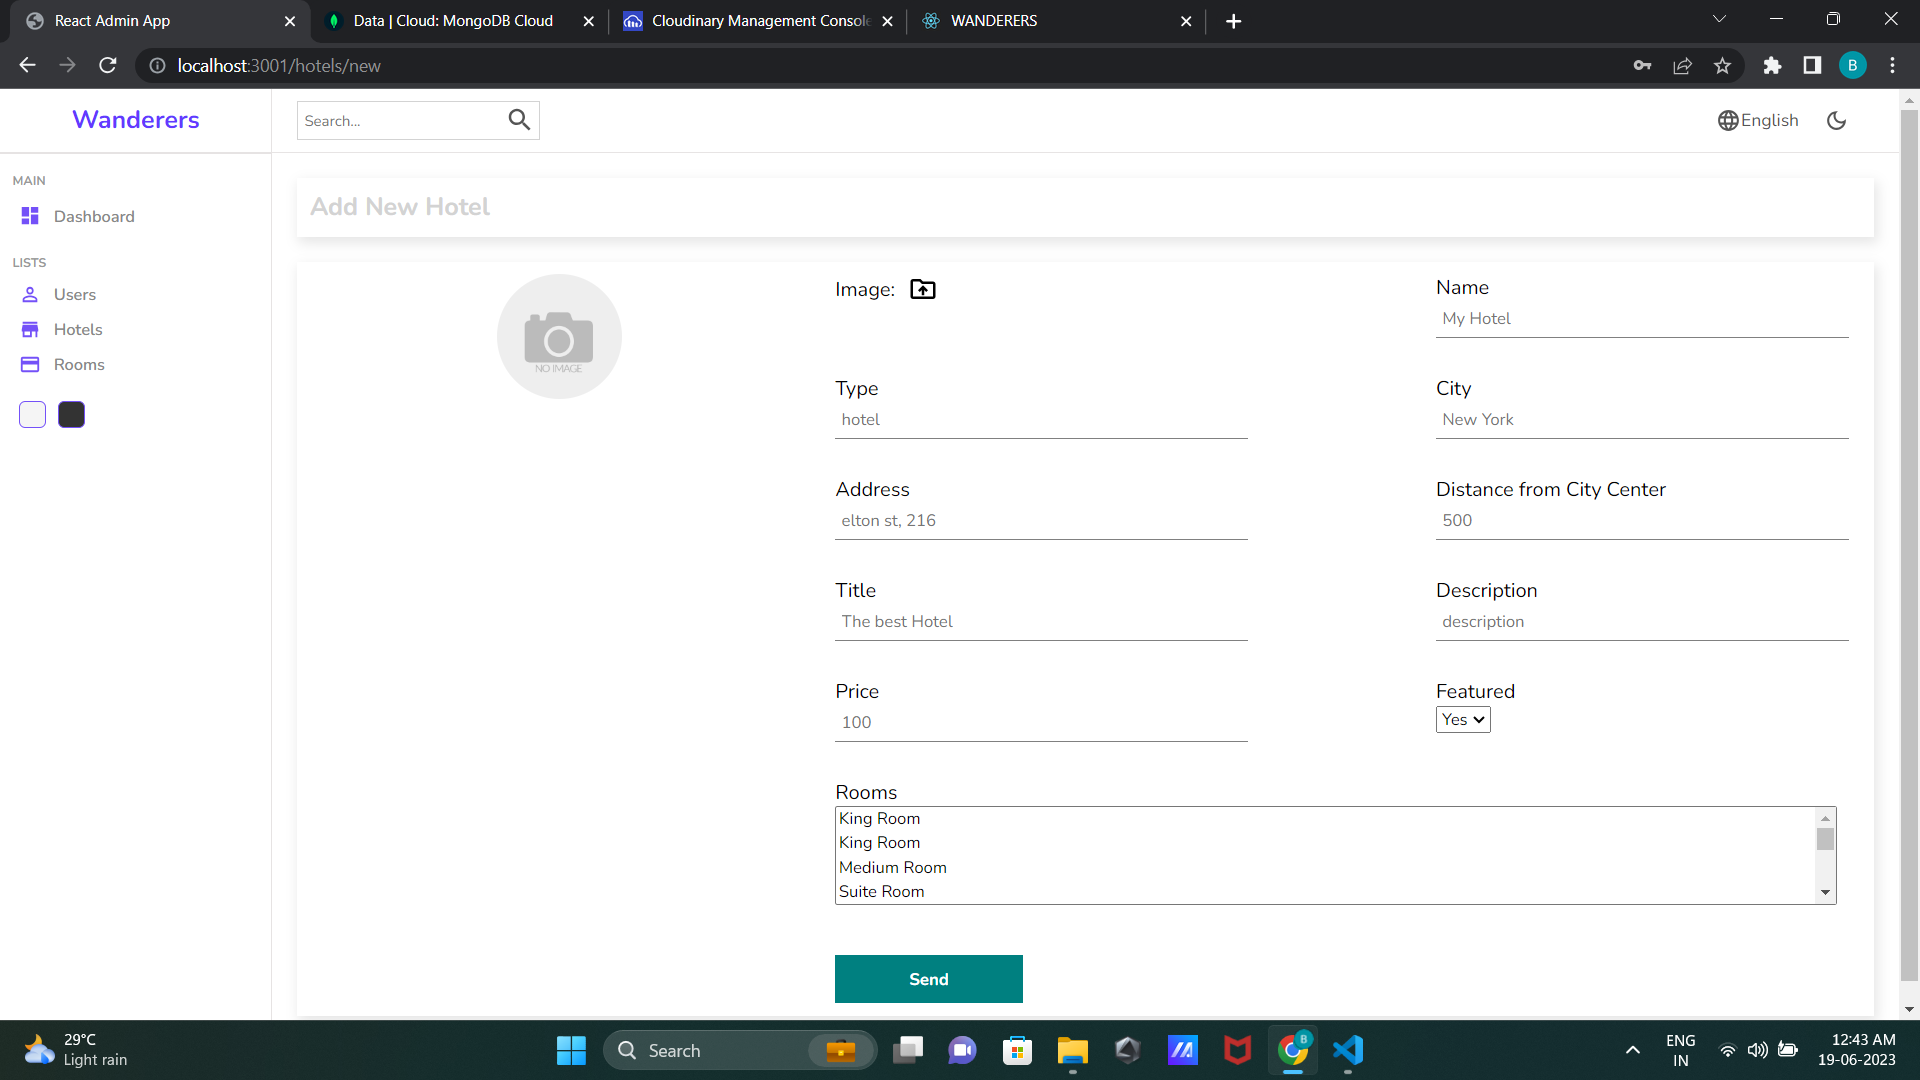 React Admin App
Data | Cloud: MongoDB Cloud
Cloudinary Management Console
WANDERERS
localhost:3001/hotels/new
B
Wanderers
Search...
English
MAIN
Dashboard
LISTS
Users
Hotels
Rooms
Add New Hotel
NO IMAGE
Image:
Name
My Hotel
Type
hotel
City
New York
Address
elton st, 216
Distance from City Center
500
Title
The best Hotel
Description
description
Price
100
Featured
Yes
Rooms
King Room
King Room
Medium Room
Suite Room
Send
29°C
Light rain
Search
B
ENG
IN
12:43 AM
19-06-2023